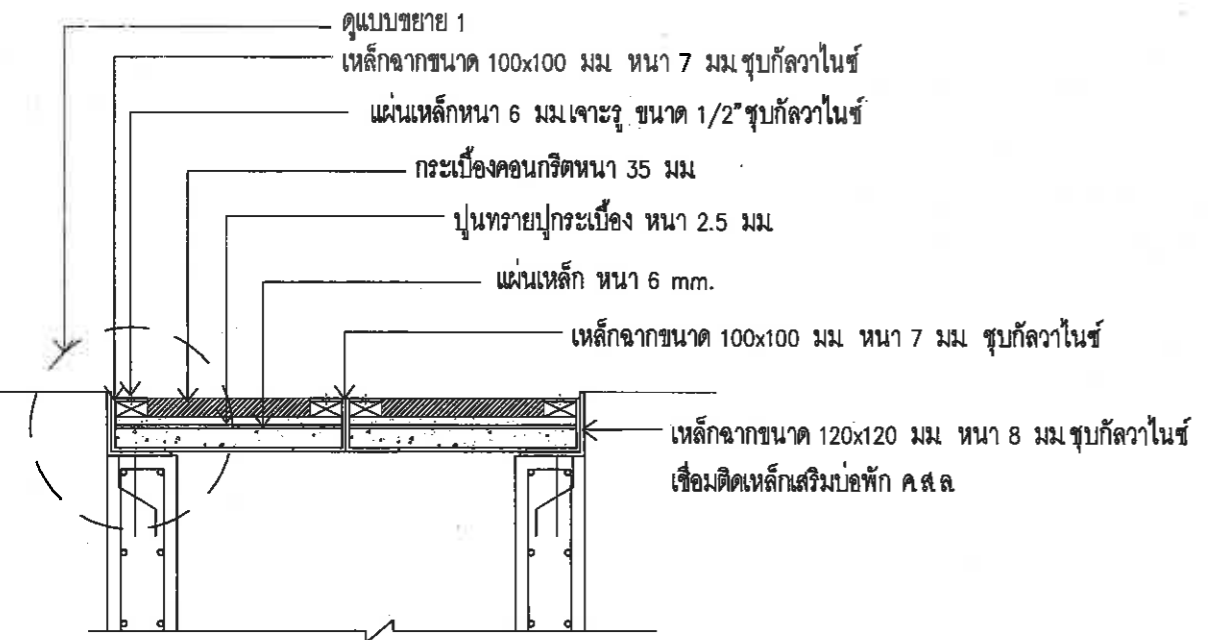 ดูแบบขยาย 1
เหล็กฉากขนาด 100x100 มม. หนา 7 มม.ชุบกัลวาไนซ์
แผ่นเหล็กหนา 6 มม.เจาะรู ขนาด 1/2" ชุบกัลวาไนซ์
กระเบื้องคอนกรีตหนา 35 มม.
ปูนทรายปูกระเบื้อง หนา 2.5 มม.
แผ่นเหล็ก หนา 6 mm.
เหล็กฉากขนาด 100x100 มม. หนา 7 มม. ชุบกัลวาไนซ์
เหล็กฉากขนาด 120x120 มม. หนา 8 มม.ชุบกัลวาไนซ์
เชื่อมติดเหล็กเสริมบ่อพัก ค.ส.ล.